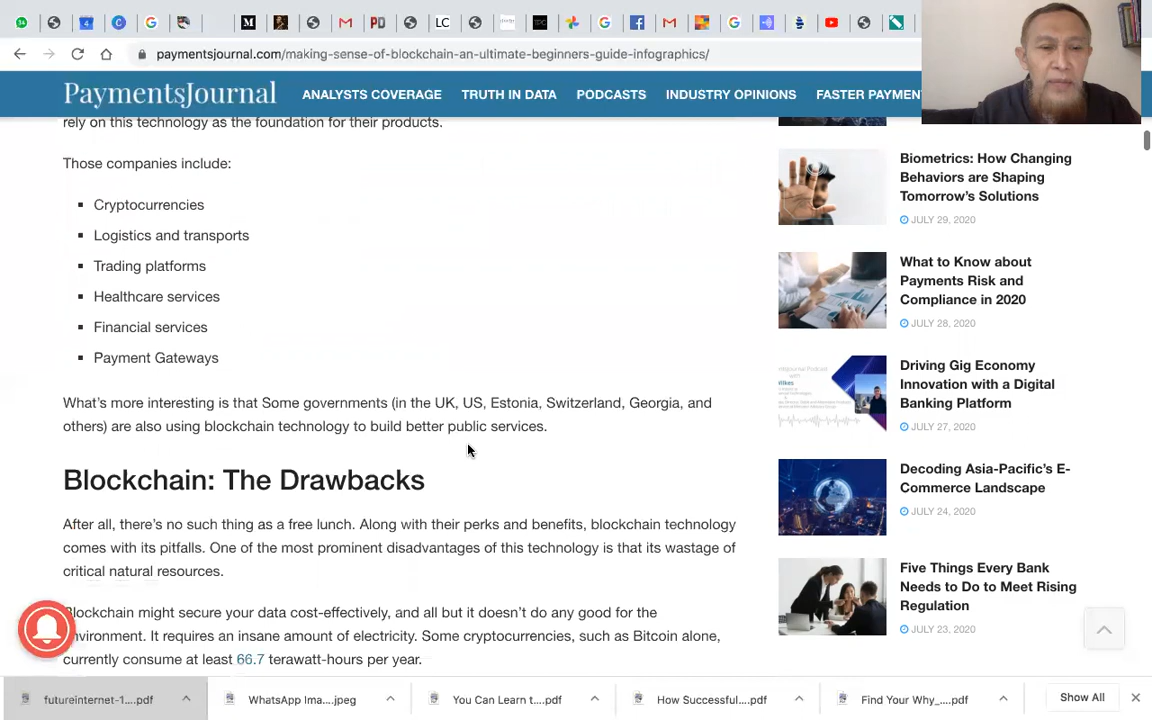 34
4
C
G
M
PD
LC
TDC
G
G
paymentsjournal.com/making-sense-of-blockchain-an-ultimate-beginners-guide-infographics/
PaymentsJournal
ANALYSTS COVERAGE
TRUTH IN DATA
PODCASTS
INDUSTRY OPINIONS
FASTER PAYMEN
rely on this technology as the foundation for their products.
Those companies include:
Cryptocurrencies
Logistics and transports
Trading platforms
Healthcare services
Financial services
Payment Gateways
What's more interesting is that Some governments (in the UK, US, Estonia, Switzerland, Georgia, and
others) are also using blockchain technology to build better public services.
Blockchain: The Drawbacks
After all, there's no such thing as a free lunch. Along with their perks and benefits, blockchain technology
comes with its pitfalls. One of the most prominent disadvantages of this technology is that its wastage of
critical natural resources.
Blockchain might secure your data cost-effectively, and all but it doesn't do any good for the
nvironment. It requires an insane amount of electricity. Some cryptocurrencies, such as Bitcoin alone,
currently consume at least 66.7 terawatt-hours per year.
Biometrics: How Changing
Behaviors are Shaping
Tomorrow's Solutions
JULY 29, 2020
What to Know about
Payments Risk and
Compliance in 2020
JULY 28, 2020
Driving Gig Economy
Innovation with a Digital
Banking Platform
JULY 27, 2020
Decoding Asia-Pacific's E-
Commerce Landscape
JULY 24, 2020
Five Things Every Bank
Needs to Do to Meet Rising
Regulation
JULY 23, 2020
futureinternet-1....pdf
WhatsApp Ima....jpeg
You Can Learn t....pdf
How Successful....pdf
Find Your Why_....pdf
Show All